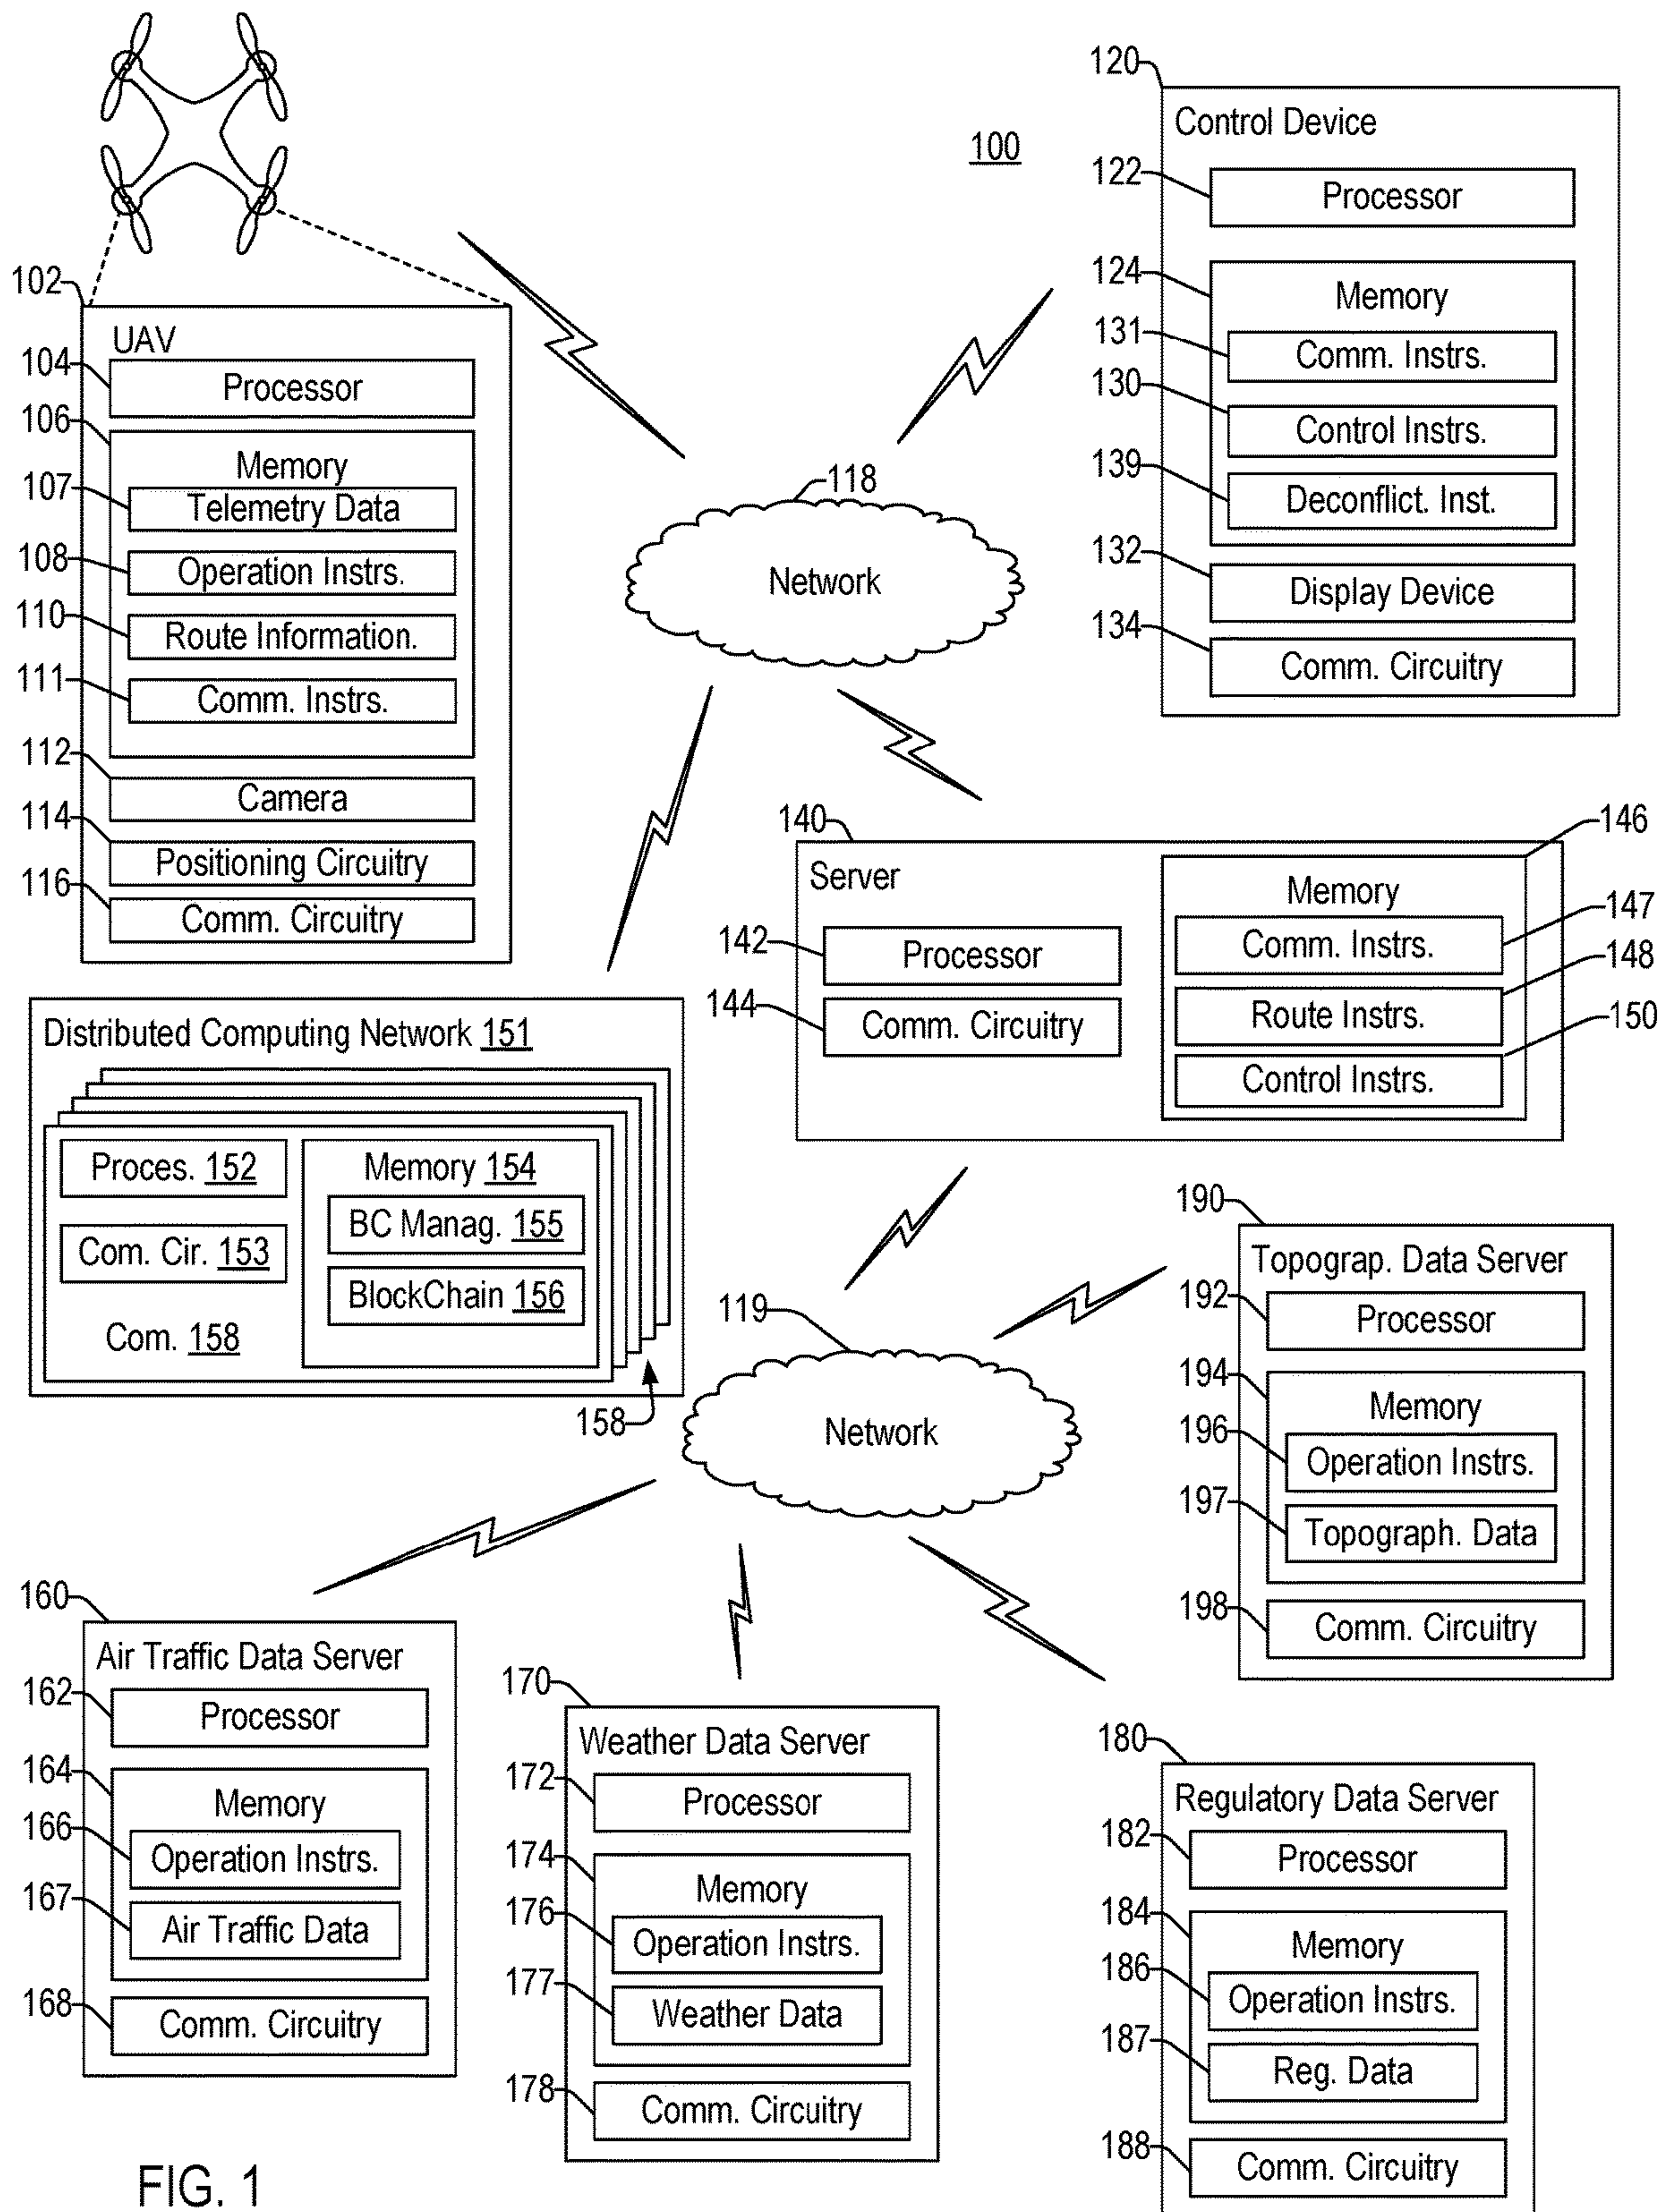 100
102
UAV
104
Processor
106
Memory
107
Telemetry Data
108
Operation Instrs.
110
Route Information.
111
Comm. Instrs.
112
Camera
114
Positioning Circuitry
116
Comm. Circuitry
118
Network
120
Control Device
122
Processor
124
Memory
131
Comm. Instrs.
130
Control Instrs.
139
Deconflict. Inst.
132
Display Device
134
Comm. Circuitry
140
Server
142
Processor
144
Comm. Circuitry
146
Memory
147
Comm. Instrs.
148
Route Instrs.
150
Control Instrs.
Distributed Computing Network 151
Proces. 152
Com. Cir. 153
Com. 158
Memory 154
BC Manag. 155
BlockChain 156
158
119
Network
190
Topograp. Data Server
192
Processor
194
Memory
196
Operation Instrs.
197
Topograph. Data
198
Comm. Circuitry
160
Air Traffic Data Server
162
Processor
164
Memory
166
Operation Instrs.
167
Air Traffic Data
168
Comm. Circuitry
170
Weather Data Server
172
Processor
174
Memory
176
Operation Instrs.
177
Weather Data
178
Comm. Circuitry
180
Regulatory Data Server
182
Processor
184
Memory
186
Operation Instrs.
187
Reg. Data
188
Comm. Circuitry
FIG. 1